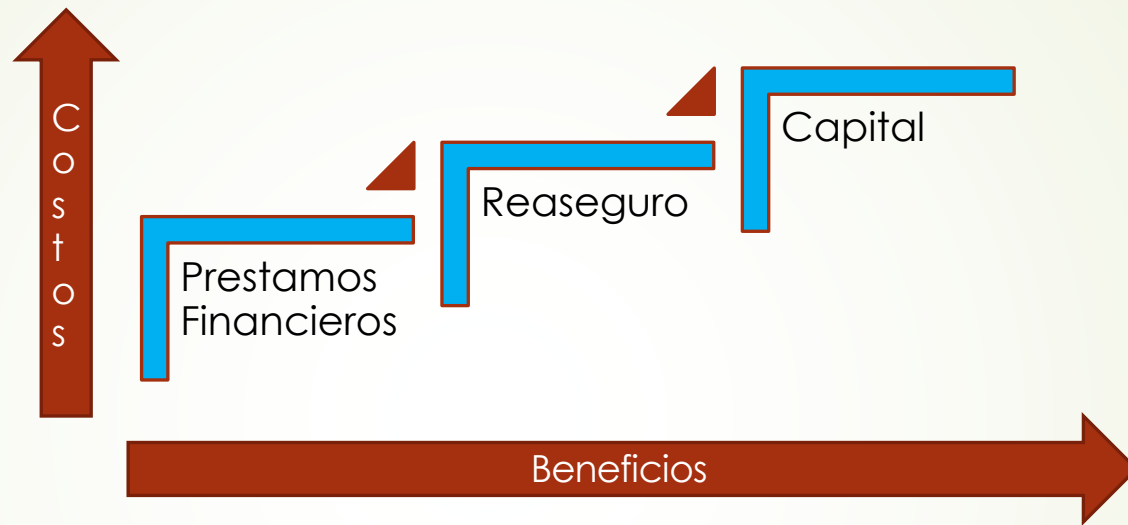 Costos
Capital
Reaseguro
Prestamos
Financieros
Beneficios